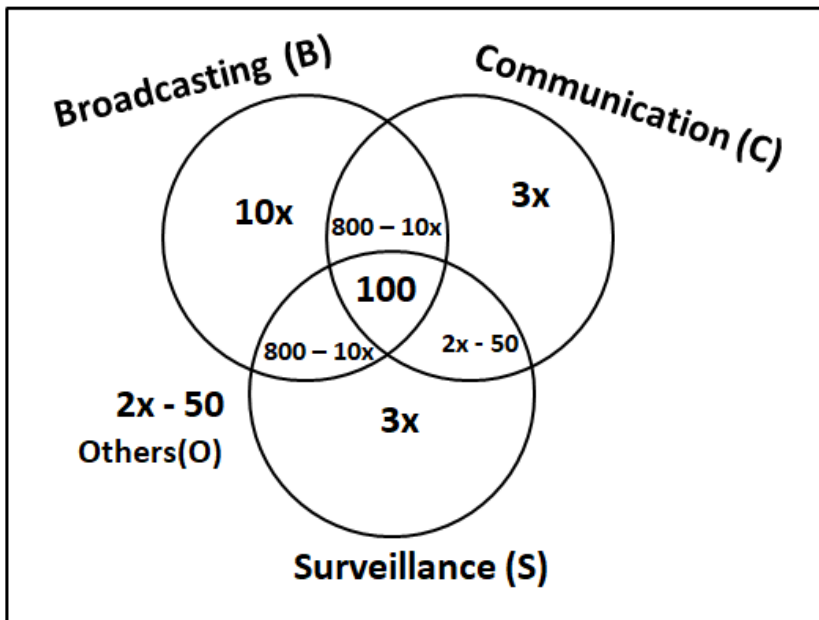 Broadcasting (B)
Communication (C)
10x
3x
800 – 10x
100
800 – 10x
2x - 50
2x - 50
Others(O)
3x
Surveillance (S)